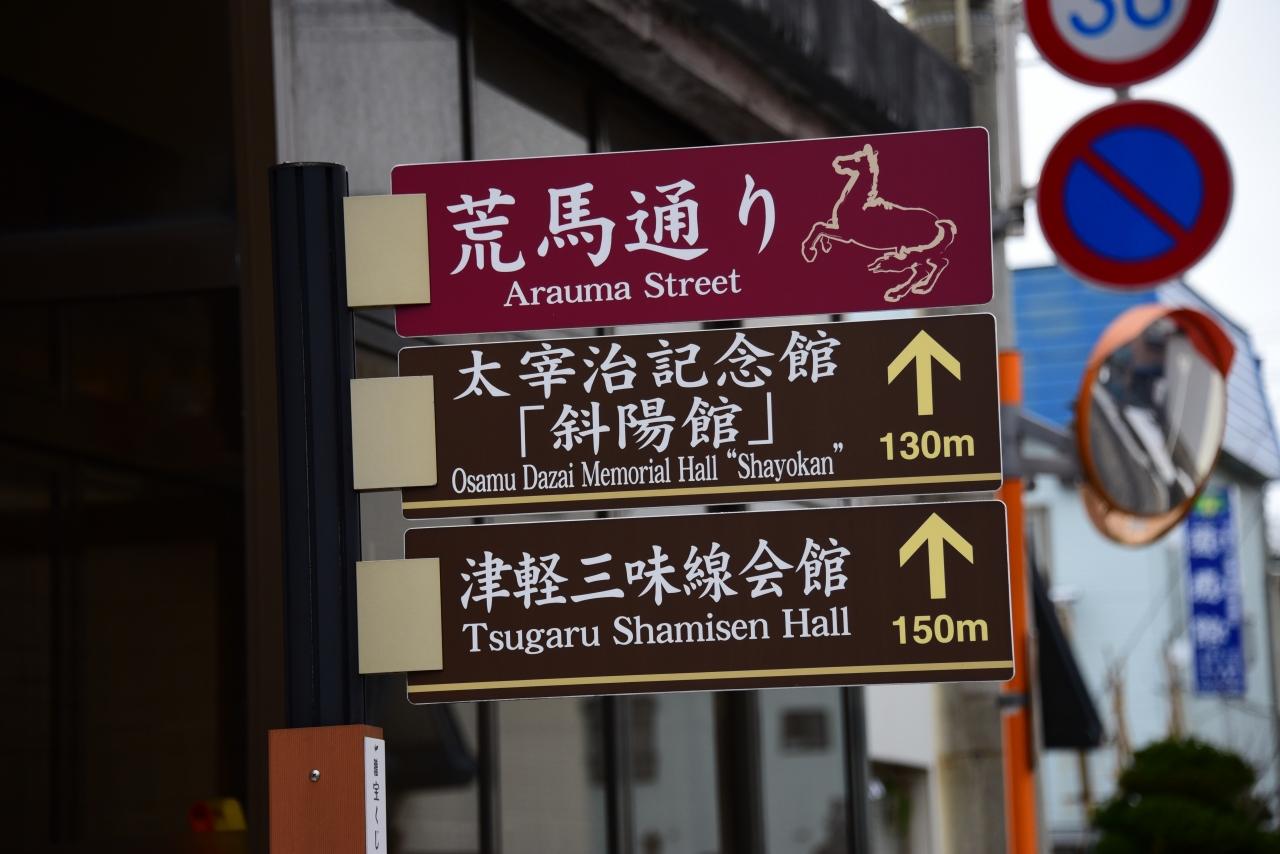 荒馬通り
Arauma Street
太宰治記念館
「斜陽館」
Osamu Dazai Memorial Hall “Shayokan”
130m
津軽三味線会館
Tsugaru Shamisen Hall
150m